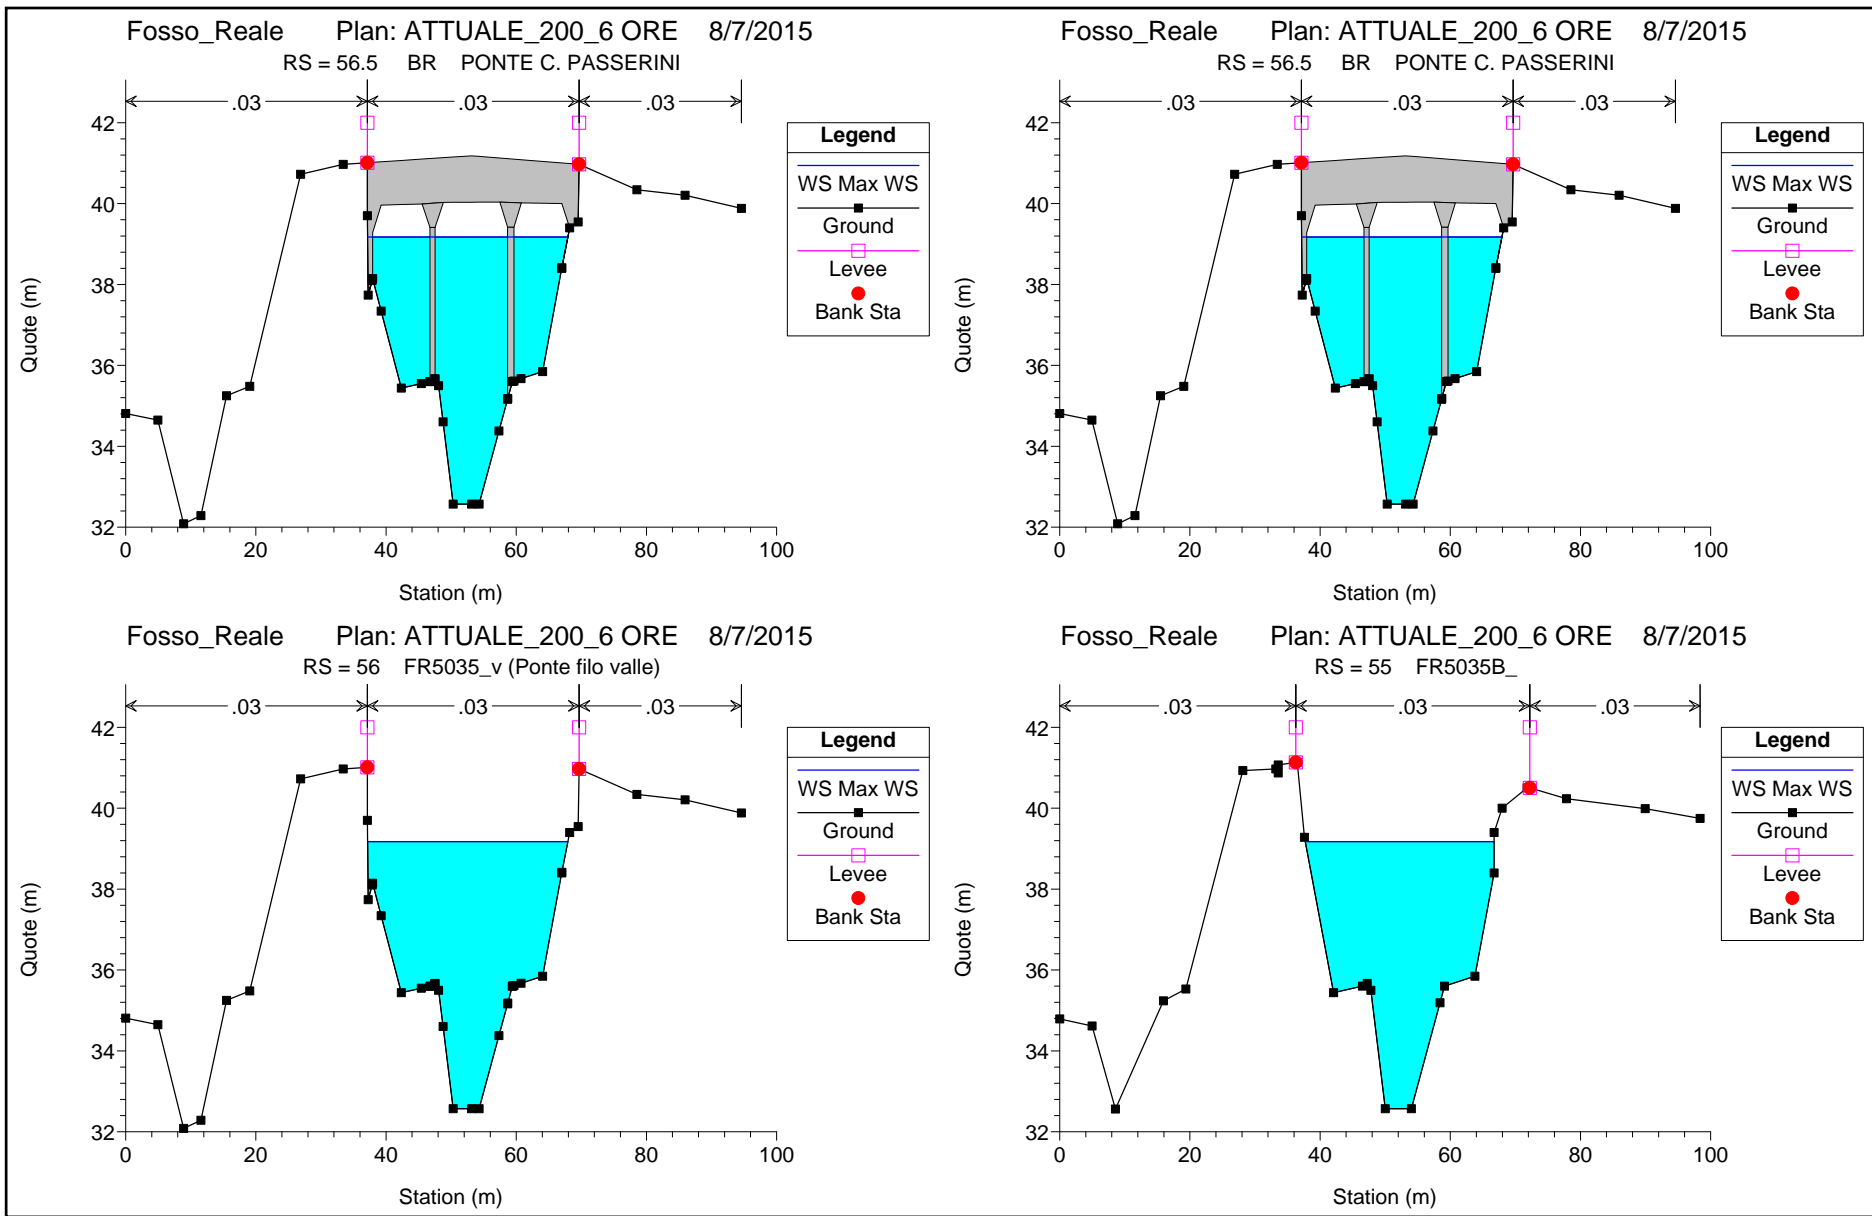 Fosso_Reale Plan: ATTUALE_200_6 ORE 8/7/2015
RS = 56.5 BR PONTE C. PASSERINI
.03 .03 .03
42
40
38
36
34
32
0 20 40 60 80 100
Quote (m)
Station (m)
Legend
WS Max WS
Ground
Levee
Bank Sta
Fosso_Reale Plan: ATTUALE_200_6 ORE 8/7/2015
RS = 56.5 BR PONTE C. PASSERINI
.03 .03 .03
42
40
38
36
34
32
0 20 40 60 80 100
Quote (m)
Station (m)
Legend
WS Max WS
Ground
Levee
Bank Sta
Fosso_Reale Plan: ATTUALE_200_6 ORE 8/7/2015
RS = 56 FR5035_v (Ponte filo valle)
.03 .03 .03
42
40
38
36
34
32
0 20 40 60 80 100
Quote (m)
Station (m)
Legend
WS Max WS
Ground
Levee
Bank Sta
Fosso_Reale Plan: ATTUALE_200_6 ORE 8/7/2015
RS = 55 FR5035B_
.03 .03 .03
42
40
38
36
34
32
0 20 40 60 80 100
Quote (m)
Station (m)
Legend
WS Max WS
Ground
Levee
Bank Sta